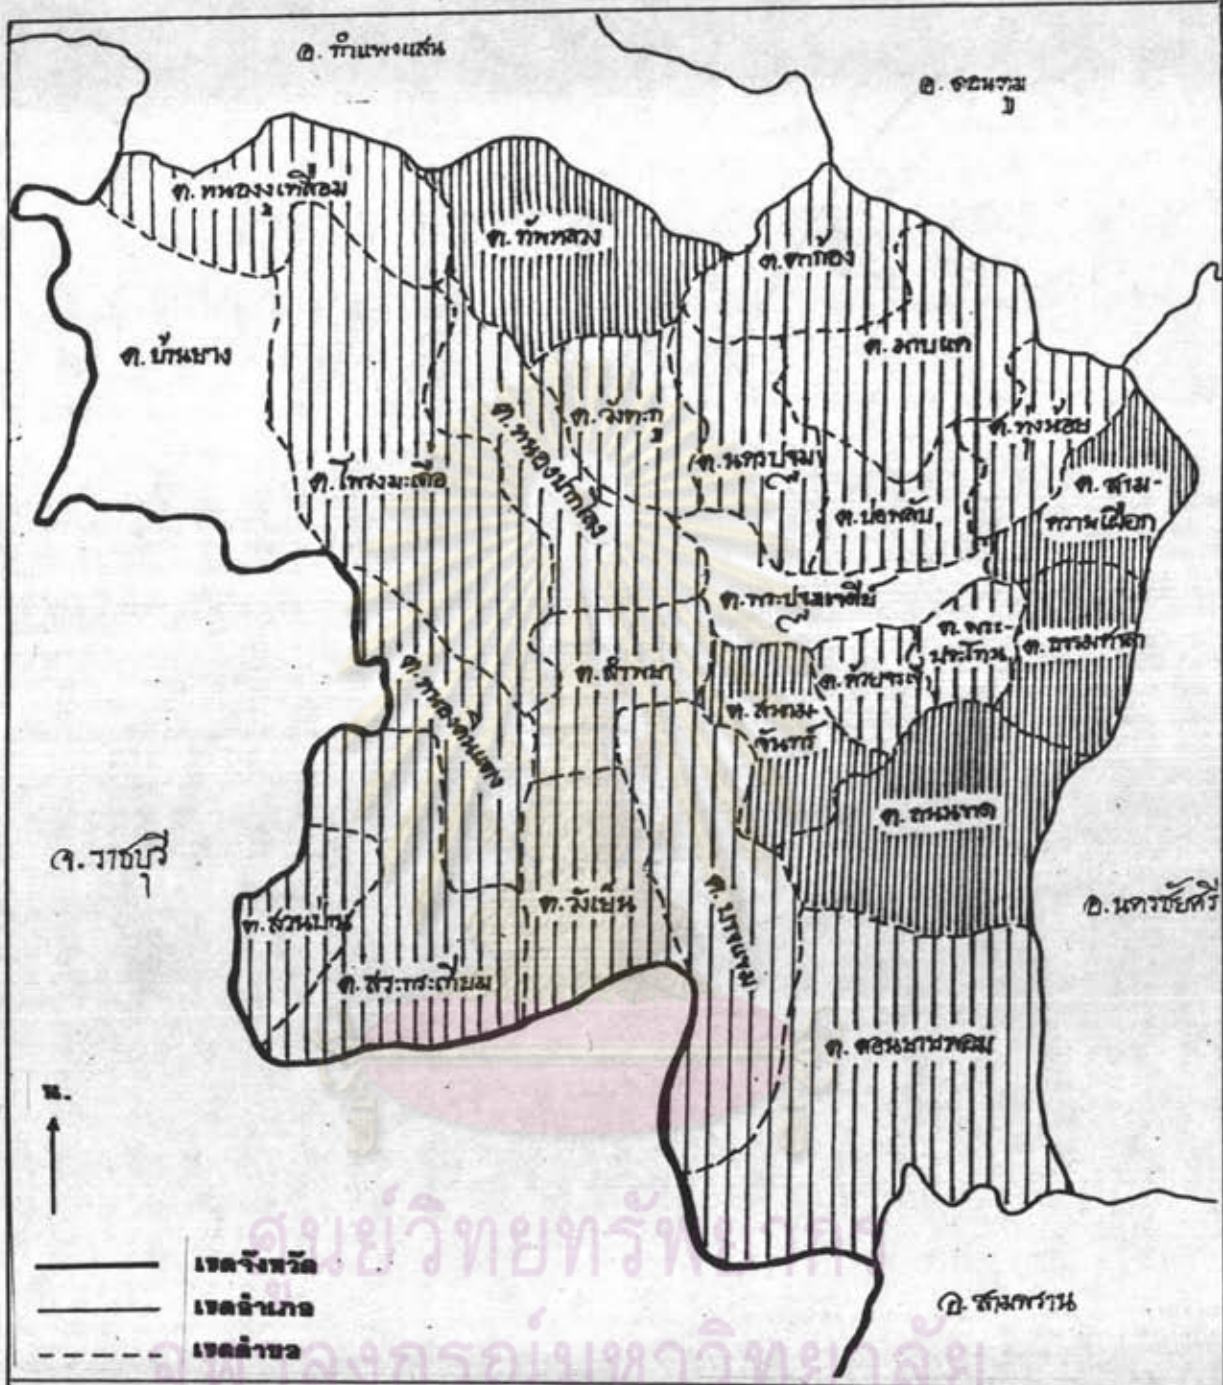 อ. กำแพงแสน
อ. ดอนตูม
ต. หนองงูเหลือม
ต. ทัพหลวง
ต. ตาก้อง
ต. บ้านยาง
ต. มาบแค
ต. วังตะกู
ต. ทุ่งน้อย
ต. หนองปากโลง
ต. นครปฐม
ต. โพรงมะเดื่อ
ต. สาม-
ควายเผือก
ต. บ่อพลับ
ต. พระปฐมเจดีย์
ต. พระ-
ประโทน
ต. ธรรมศาลา
ต. ลำพยา
ต. ห้วยจรเข้
ต. หนองดินแดง
ต. สนาม-
จันทร์
ต. ถนนขาด
จ. ราชบุรี
ต. สวนป่าน
ต. วังเย็น
ต. บางแขม
อ. นครชัยศรี
ต. สระกระเทียม
ต. ดอนยายหอม
น.
ศูนย์วิทยทรัพยากร
เขตจังหวัด
เขตอำเภอ
อ. สามพราน
เขตตำบล
จุฬาลงกรณ์มหาวิทยาลัย